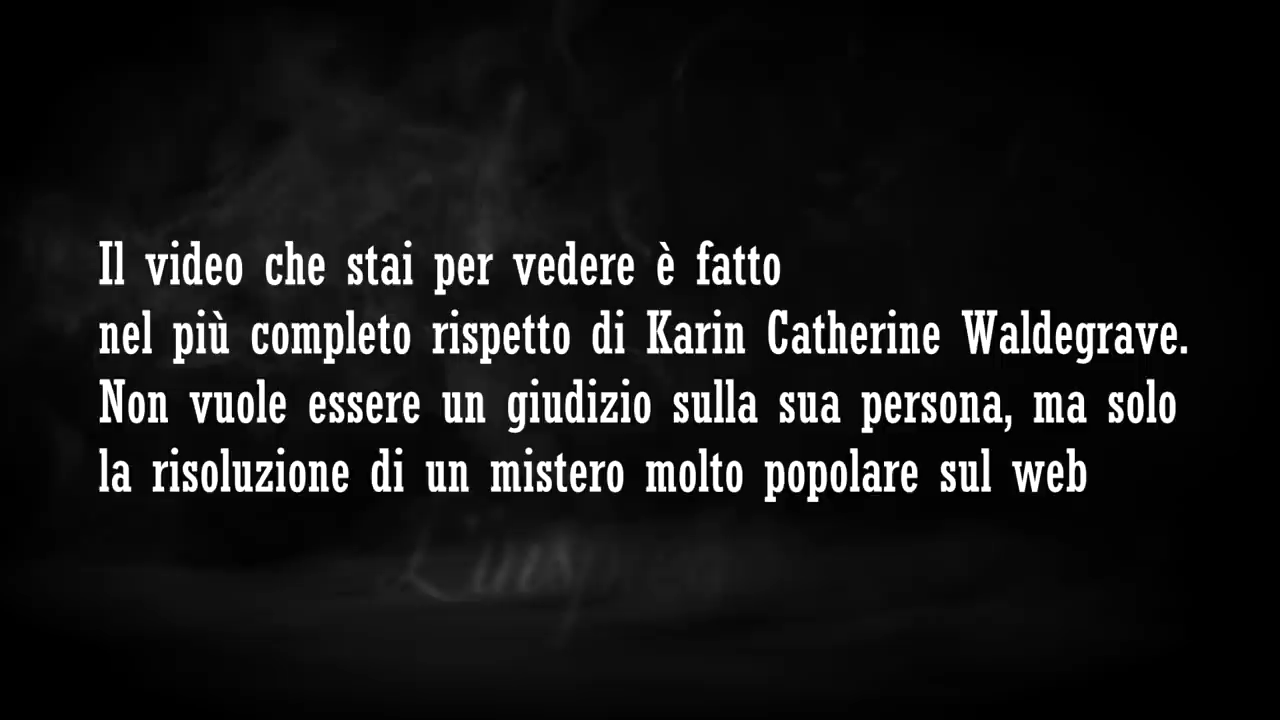 Il video che stai per vedere è fatto
nel più completo rispetto di Karin Catherine Waldegrave.
Non vuole essere un giudizio sulla sua persona, ma solo
la risoluzione di un mistero molto popolare sul web